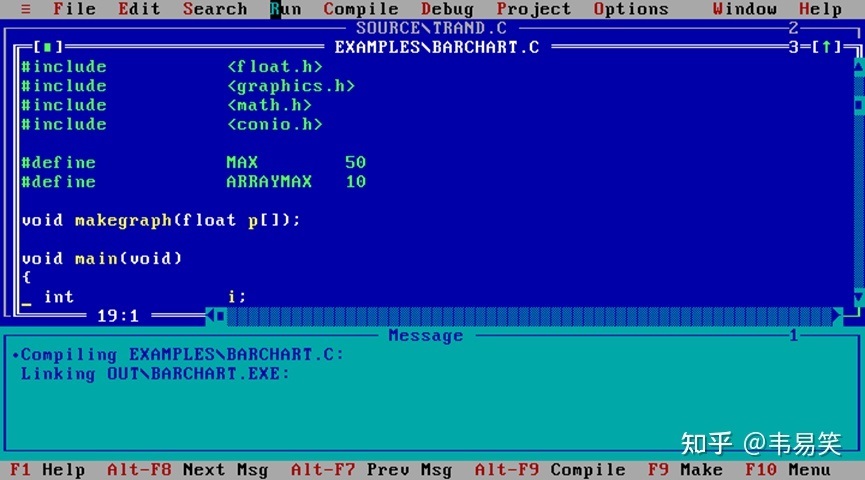 ≡ File Edit Search Run Compile Debug Project Options Window Help
SOURCE\TRAND.C 2
[■] EXAMPLES\BARCHART.C 3=[↑]
#include <float.h>
#include <graphics.h>
#include <math.h>
#include <conio.h>
#define MAX 50
#define ARRAYMAX 10
void makegraph(float p[]);
void main(void)
{
_ int i;
19:1
Message 1
•Compiling EXAMPLES\BARCHART.C:
Linking OUT\BARCHART.EXE:
知乎 @韦易笑
F1 Help Alt-F8 Next Msg Alt-F7 Prev Msg Alt-F9 Compile F9 Make F10 Menu